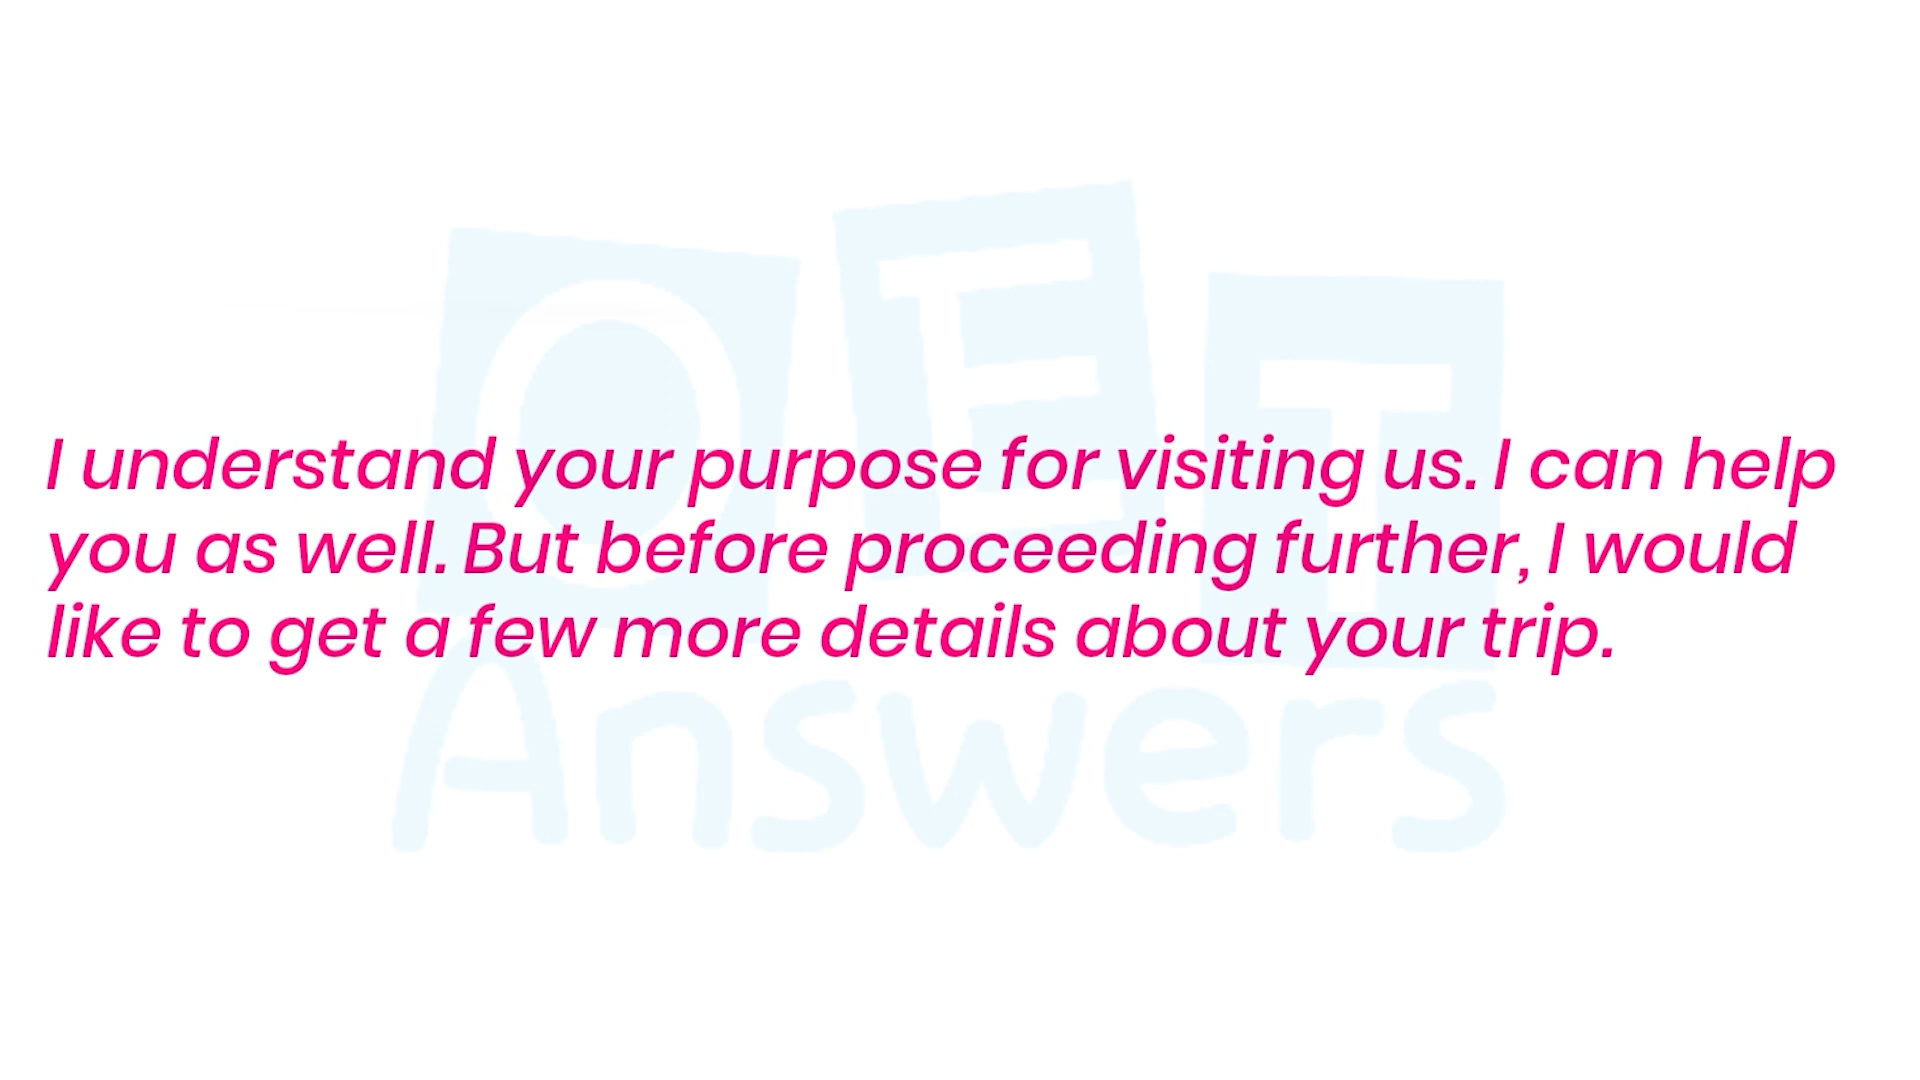 I understand your purpose for visiting us. I can help
you as well. But before proceeding further, I would
like to get a few more details about your trip.
OET
Answers